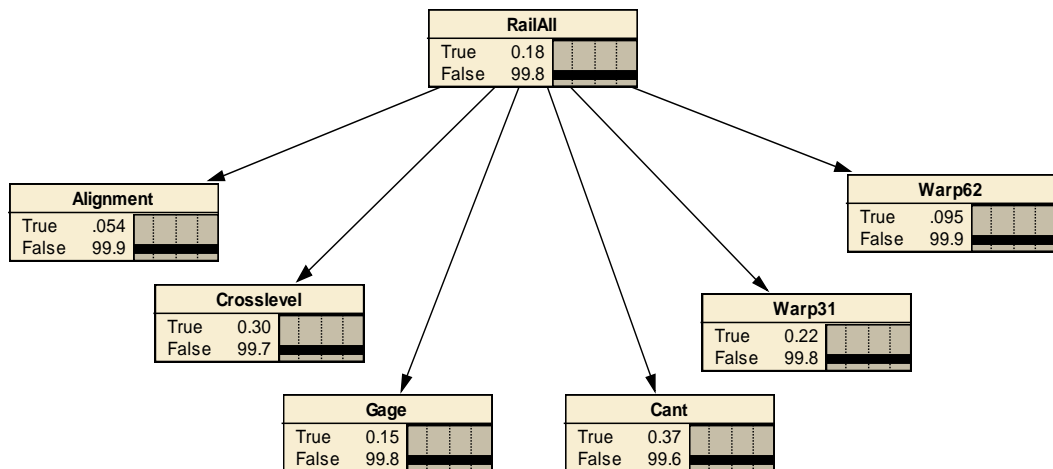 RailAll
True 0.18
False 99.8
Alignment
True .054
False 99.9
Warp62
True .095
False 99.9
Crosslevel
True 0.30
False 99.7
Warp31
True 0.22
False 99.8
Gage
True 0.15
False 99.8
Cant
True 0.37
False 99.6